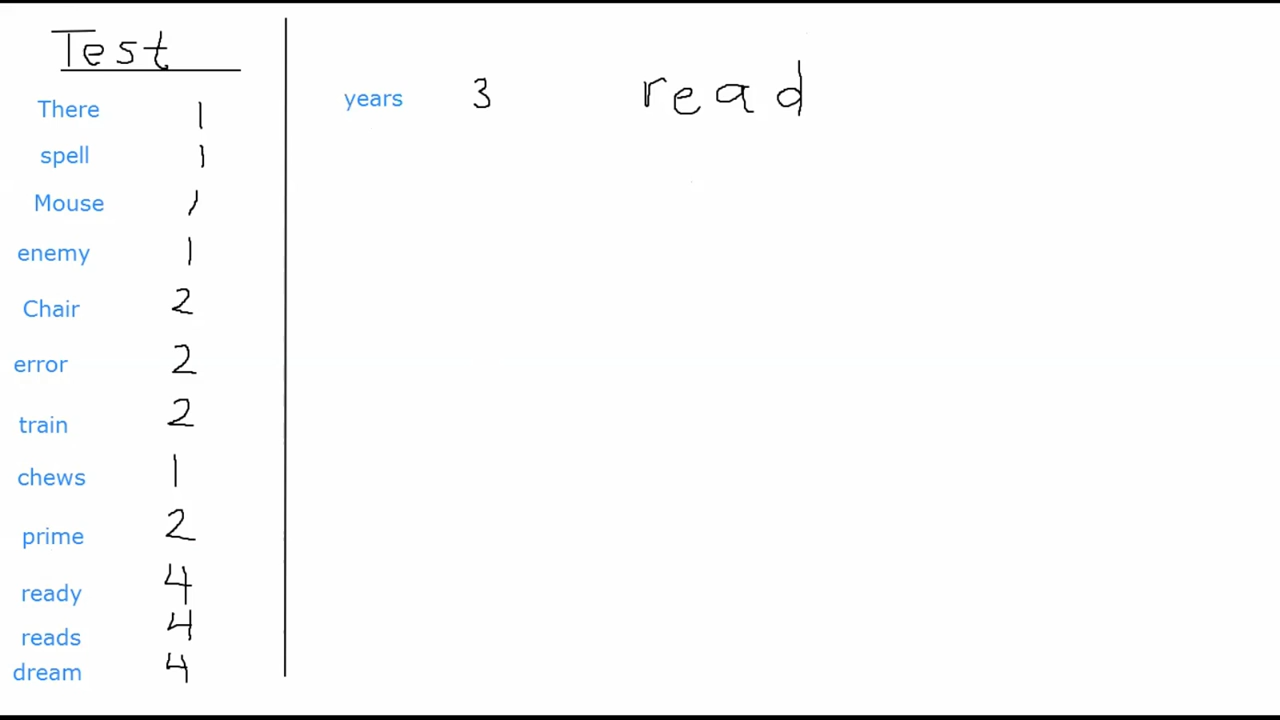 Test
There 1
spell 1
Mouse 1
enemy 1
Chair 2
error 2
train 2
chews 1
prime 2
ready 4
reads 4
dream 4
years 3 read